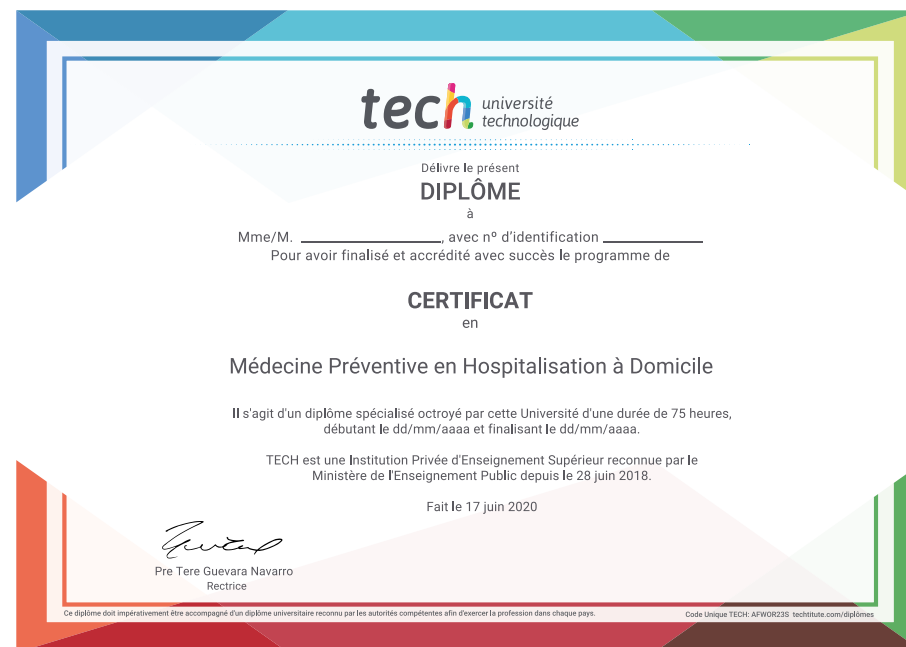 tech université
technologique
Délivre le présent
DIPLÔME
à
Mme/M. ____________________, avec nº d'identification ______________
Pour avoir finalisé et accrédité avec succès le programme de
CERTIFICAT
en
Médecine Préventive en Hospitalisation à Domicile
Il s'agit d'un diplôme spécialisé octroyé par cette Université d'une durée de 75 heures,
débutant le dd/mm/aaaa et finalisant le dd/mm/aaaa.
TECH est une Institution Privée d'Enseignement Supérieur reconnue par le
Ministère de l'Enseignement Public depuis le 28 juin 2018.
Fait le 17 juin 2020
Pre Tere Guevara Navarro
Rectrice
Ce diplôme doit impérativement être accompagné d'un diplôme universitaire reconnu par les autorités compétentes afin d'exercer la profession dans chaque pays.
Code Unique TECH: AFWOR23S techtitute.com/diplômes